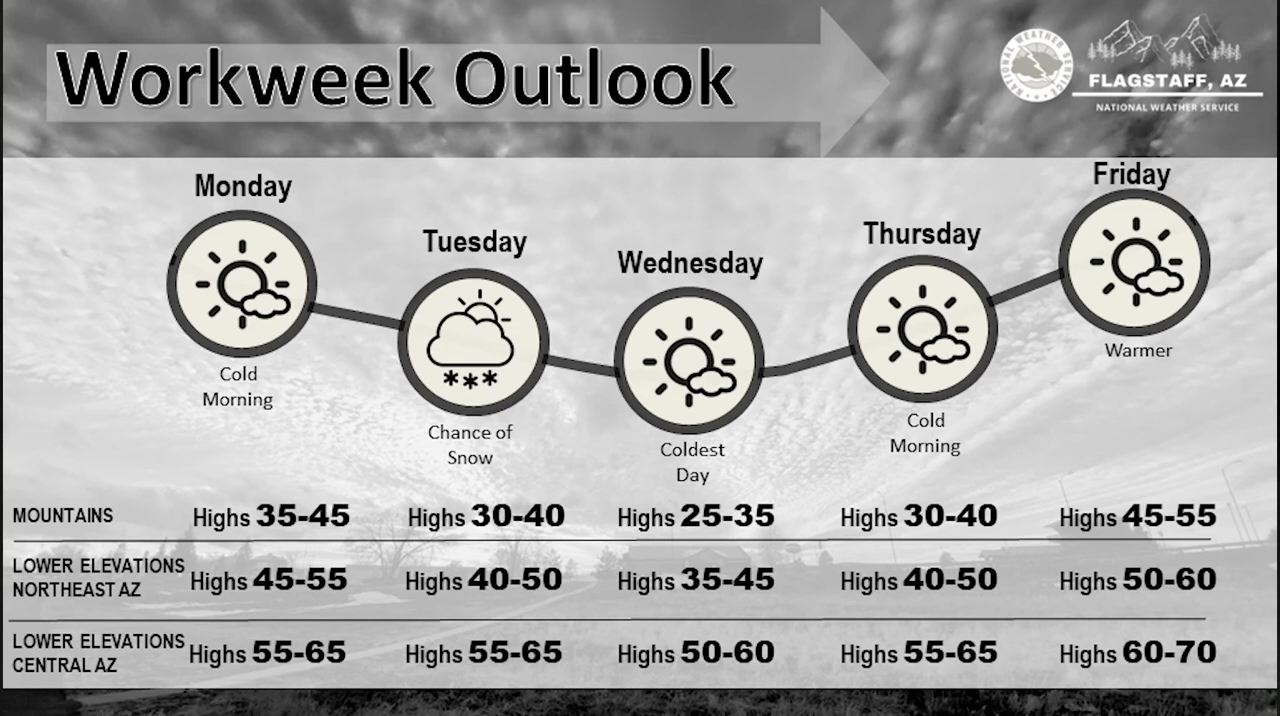 Workweek Outlook
NATIONAL WEATHER SERVICE
FLAGSTAFF, AZ
NATIONAL WEATHER SERVICE
Monday
Cold
Morning
Tuesday
Chance of
Snow
Wednesday
Coldest
Day
Thursday
Cold
Morning
Friday
Warmer
MOUNTAINS Highs 35-45 Highs 30-40 Highs 25-35 Highs 30-40 Highs 45-55
LOWER ELEVATIONS
NORTHEAST AZ Highs 45-55 Highs 40-50 Highs 35-45 Highs 40-50 Highs 50-60
LOWER ELEVATIONS
CENTRAL AZ Highs 55-65 Highs 55-65 Highs 50-60 Highs 55-65 Highs 60-70